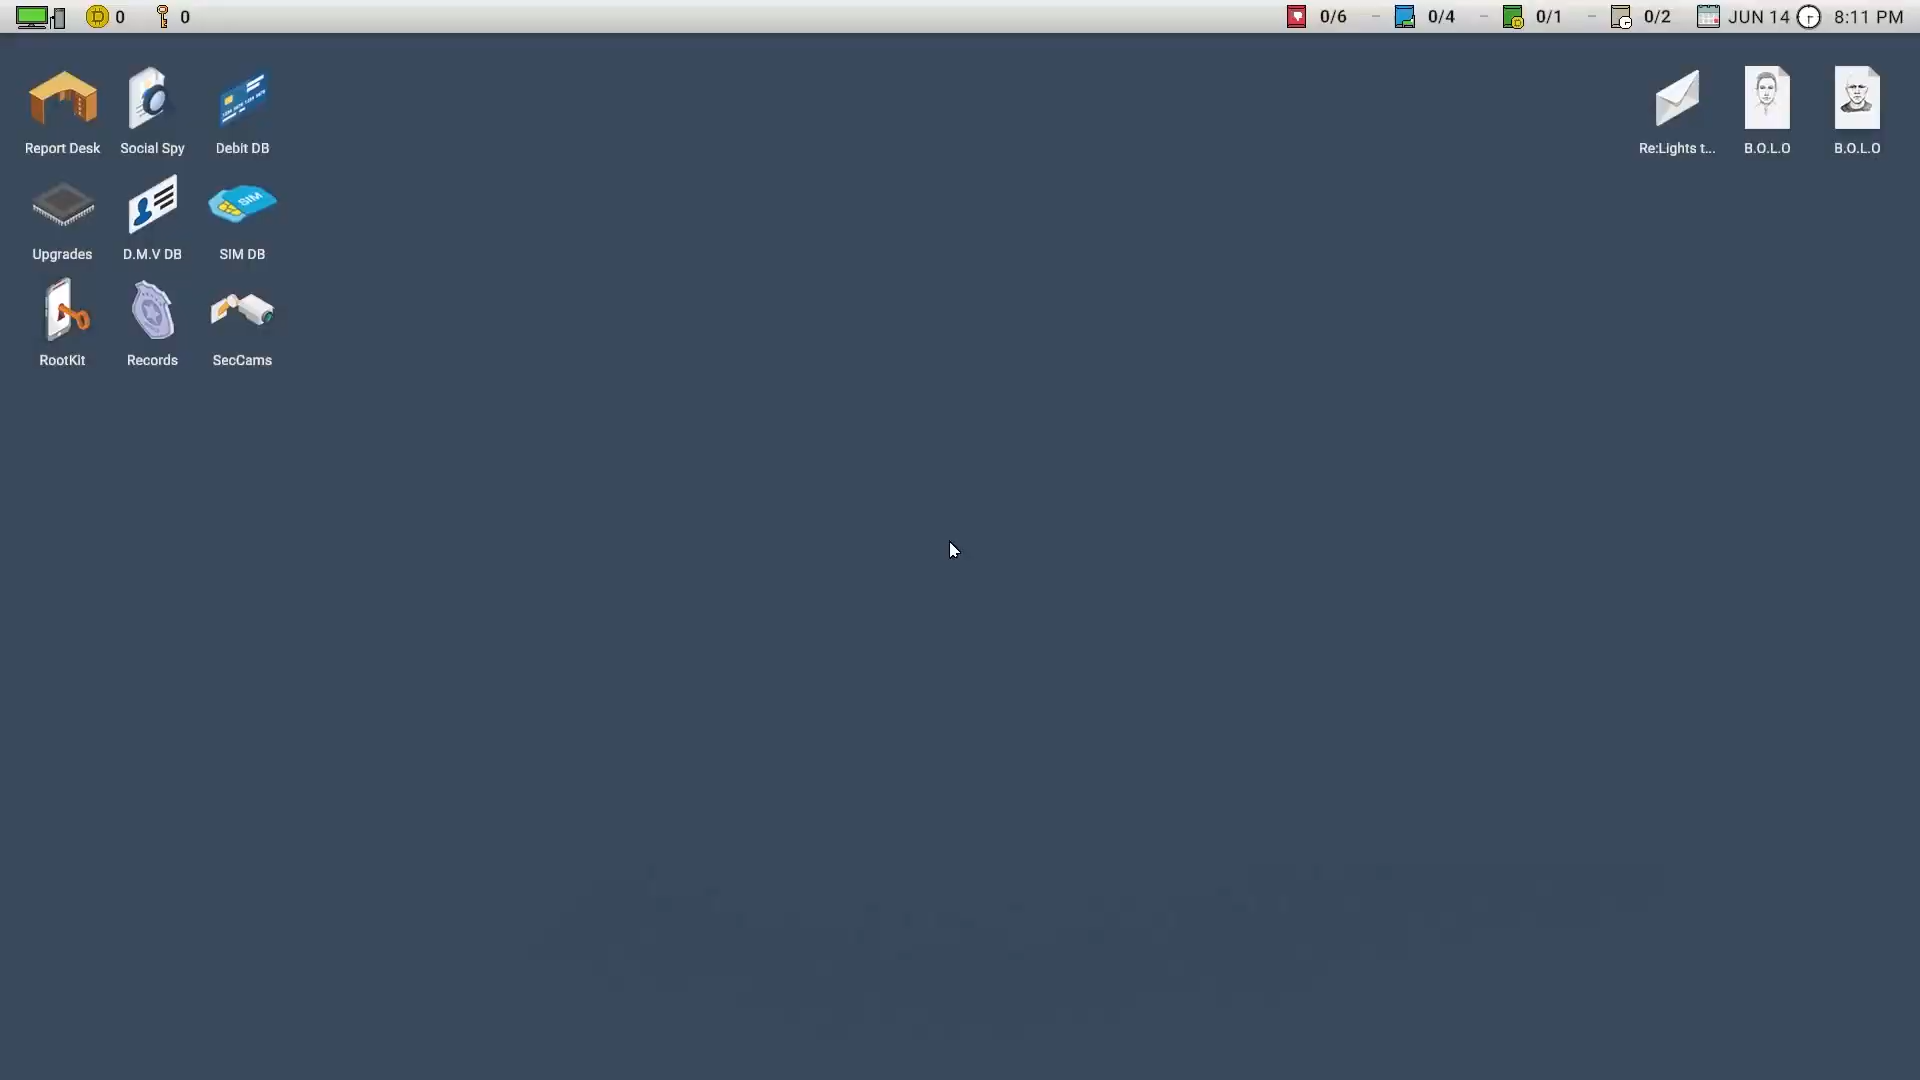 0 0 0/6 - 0/4 - 0/1 - 0/2 JUN 14 8:11 PM
Report Desk Social Spy Debit DB Re:Lights t... B.O.L.O B.O.L.O
Upgrades D.M.V DB SIM DB
RootKit Records SecCams
SIM